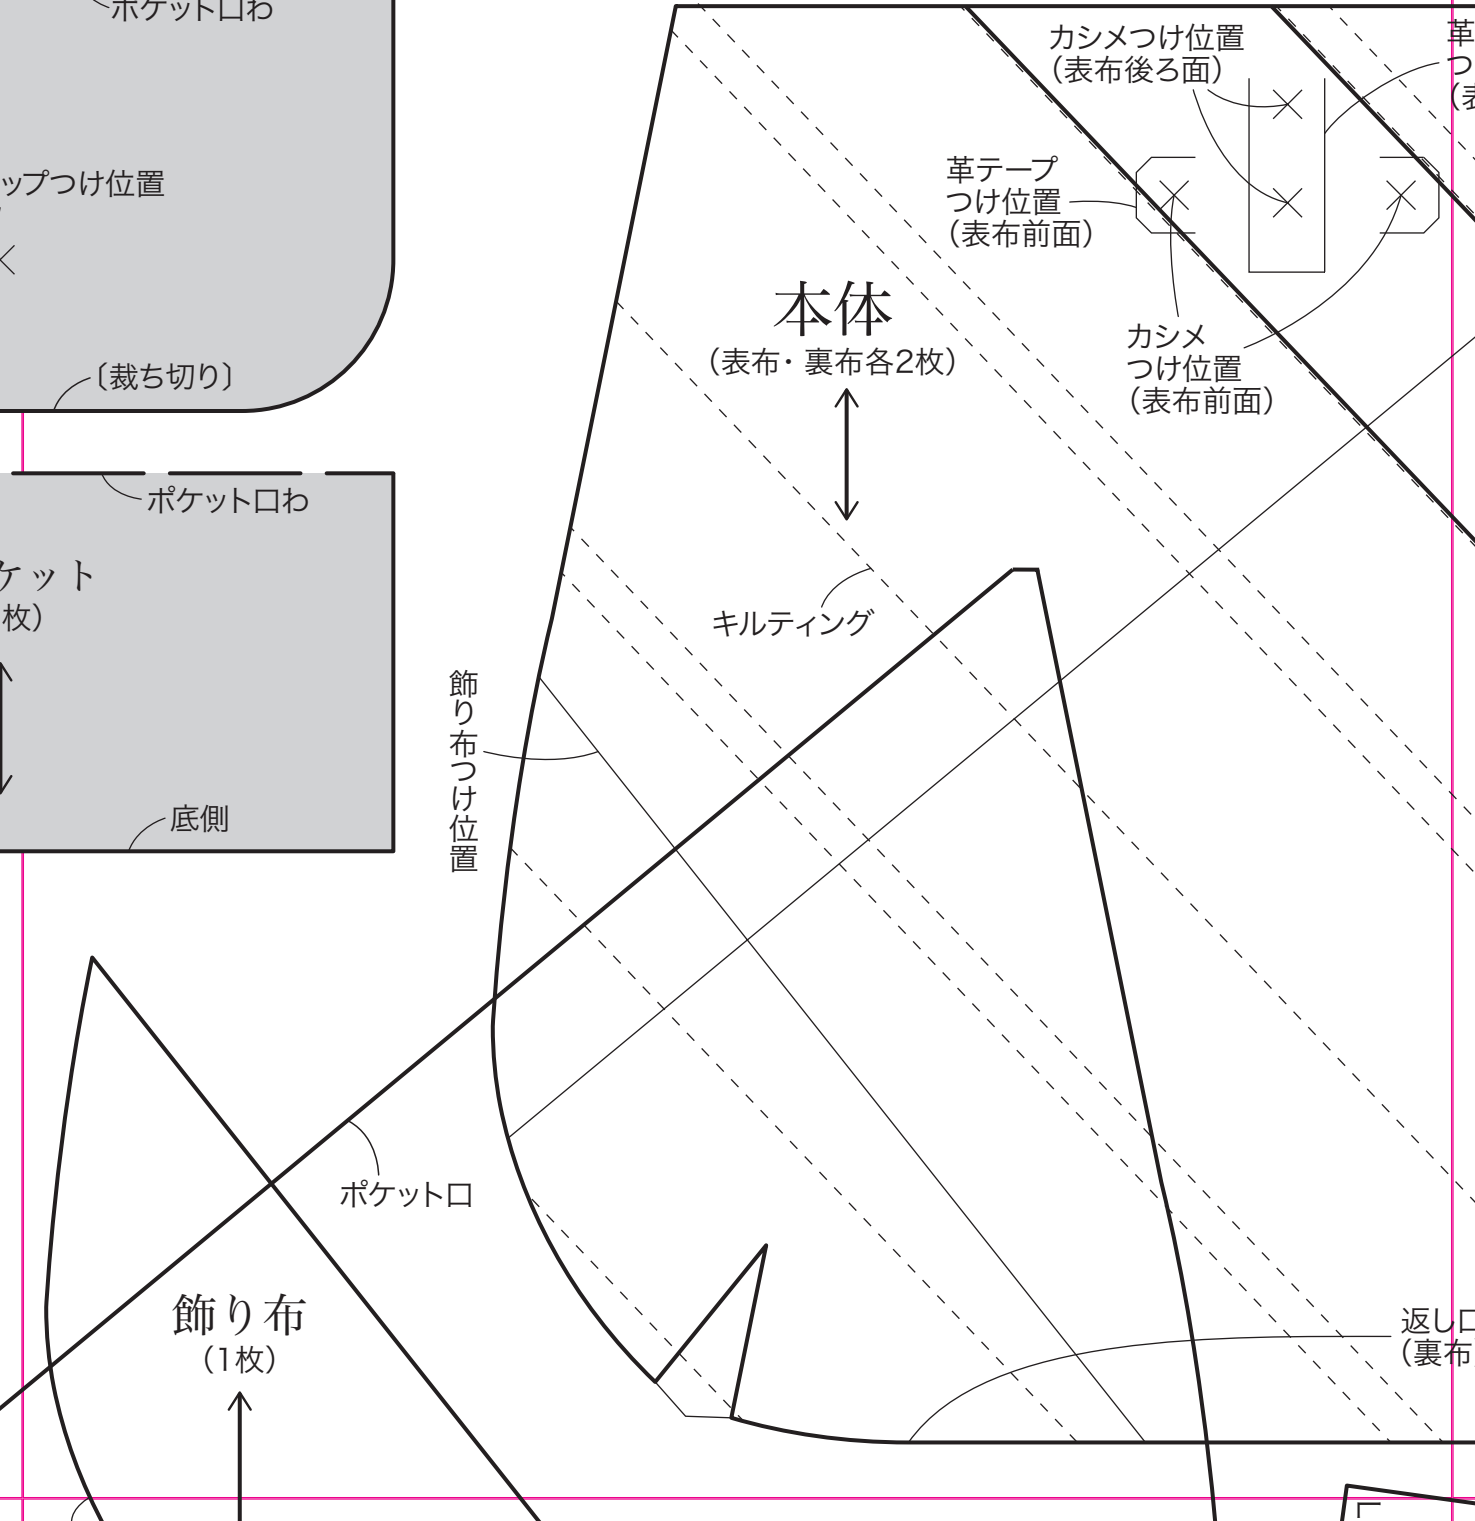 ポケット口わ
ップつけ位置
〔裁ち切り〕
ポケット口わ
ケット
枚）
底側
カシメつけ位置
（表布後ろ面）
革
つ
（表
革テープ
つけ位置
（表布前面）
本体
（表布・裏布各2枚）
カシメ
つけ位置
（表布前面）
キルティング
飾り布つけ位置
ポケット口
飾り布
（1枚）
返し口
（裏布